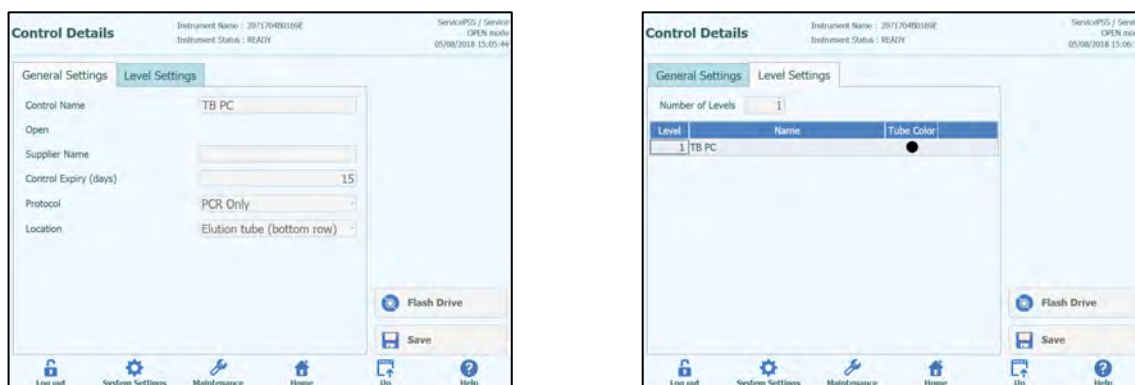 Control Details
Instrument Name : 2071704B0169E
Instrument Status : READY
ServicePSS / Service
OPEN mode
05/08/2018 15:05:44
General Settings
Level Settings
Control Name
TB PC
Open
Supplier Name
Control Expiry (days)
15
Protocol
PCR Only
Location
Elution tube (bottom row)
Flash Drive
Save
Log out
System Settings
Maintenance
Home
Up
Help
Control Details
Instrument Name : 2071704B0169E
Instrument Status : READY
ServicePSS / Servi
OPEN mo
05/08/2018 15:06:
General Settings
Level Settings
Number of Levels
1
Level Name Tube Color
1 TB PC
Flash Drive
Save
Log out
System Settings
Maintenance
Home
Up
Help